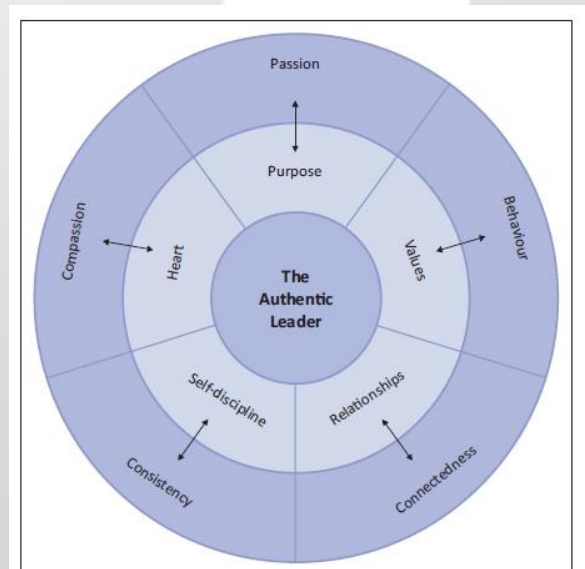 Passion
Purpose
Compassion
Heart
Values
Behaviour
The
Authentic
Leader
Self-discipline
Relationships
Consistency
Connectedness